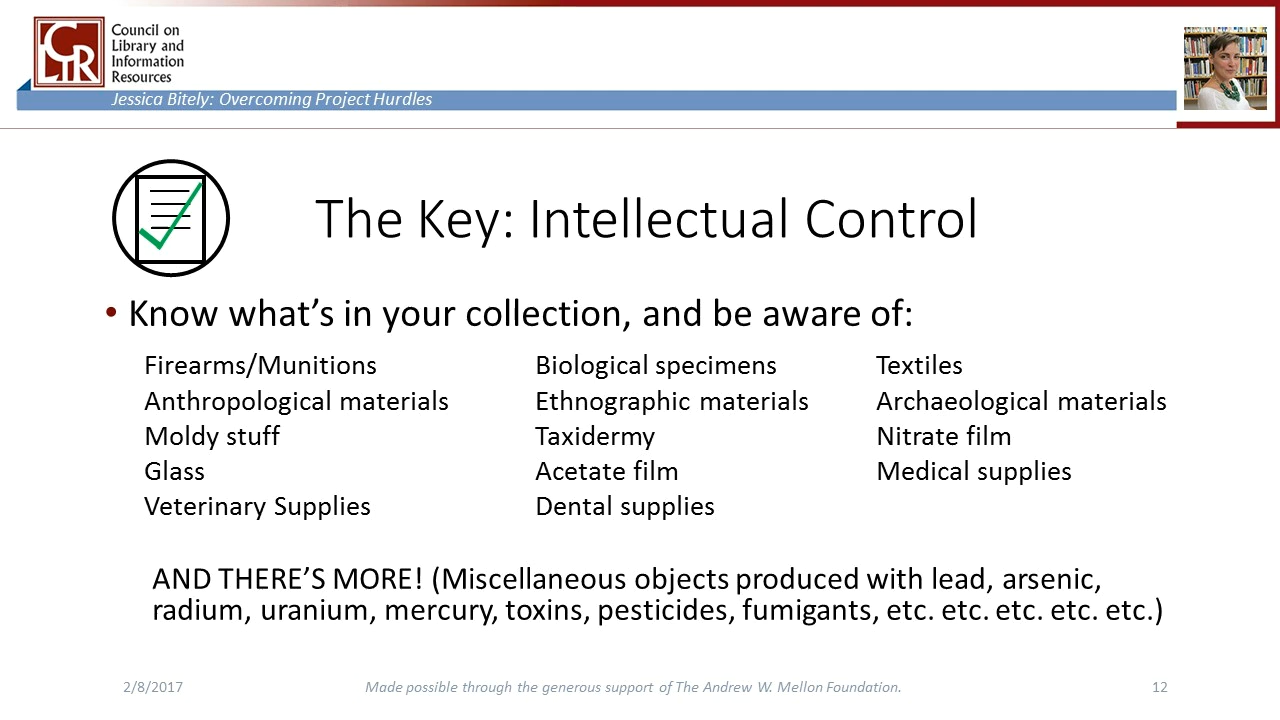 CLIR
Council on
Library and
Information
Resources
Jessica Bitely: Overcoming Project Hurdles
The Key: Intellectual Control
• Know what’s in your collection, and be aware of:
Firearms/Munitions Biological specimens Textiles
Anthropological materials Ethnographic materials Archaeological materials
Moldy stuff Taxidermy Nitrate film
Glass Acetate film Medical supplies
Veterinary Supplies Dental supplies
AND THERE’S MORE! (Miscellaneous objects produced with lead, arsenic,
radium, uranium, mercury, toxins, pesticides, fumigants, etc. etc. etc. etc. etc.)
2/8/2017 Made possible through the generous support of The Andrew W. Mellon Foundation. 12